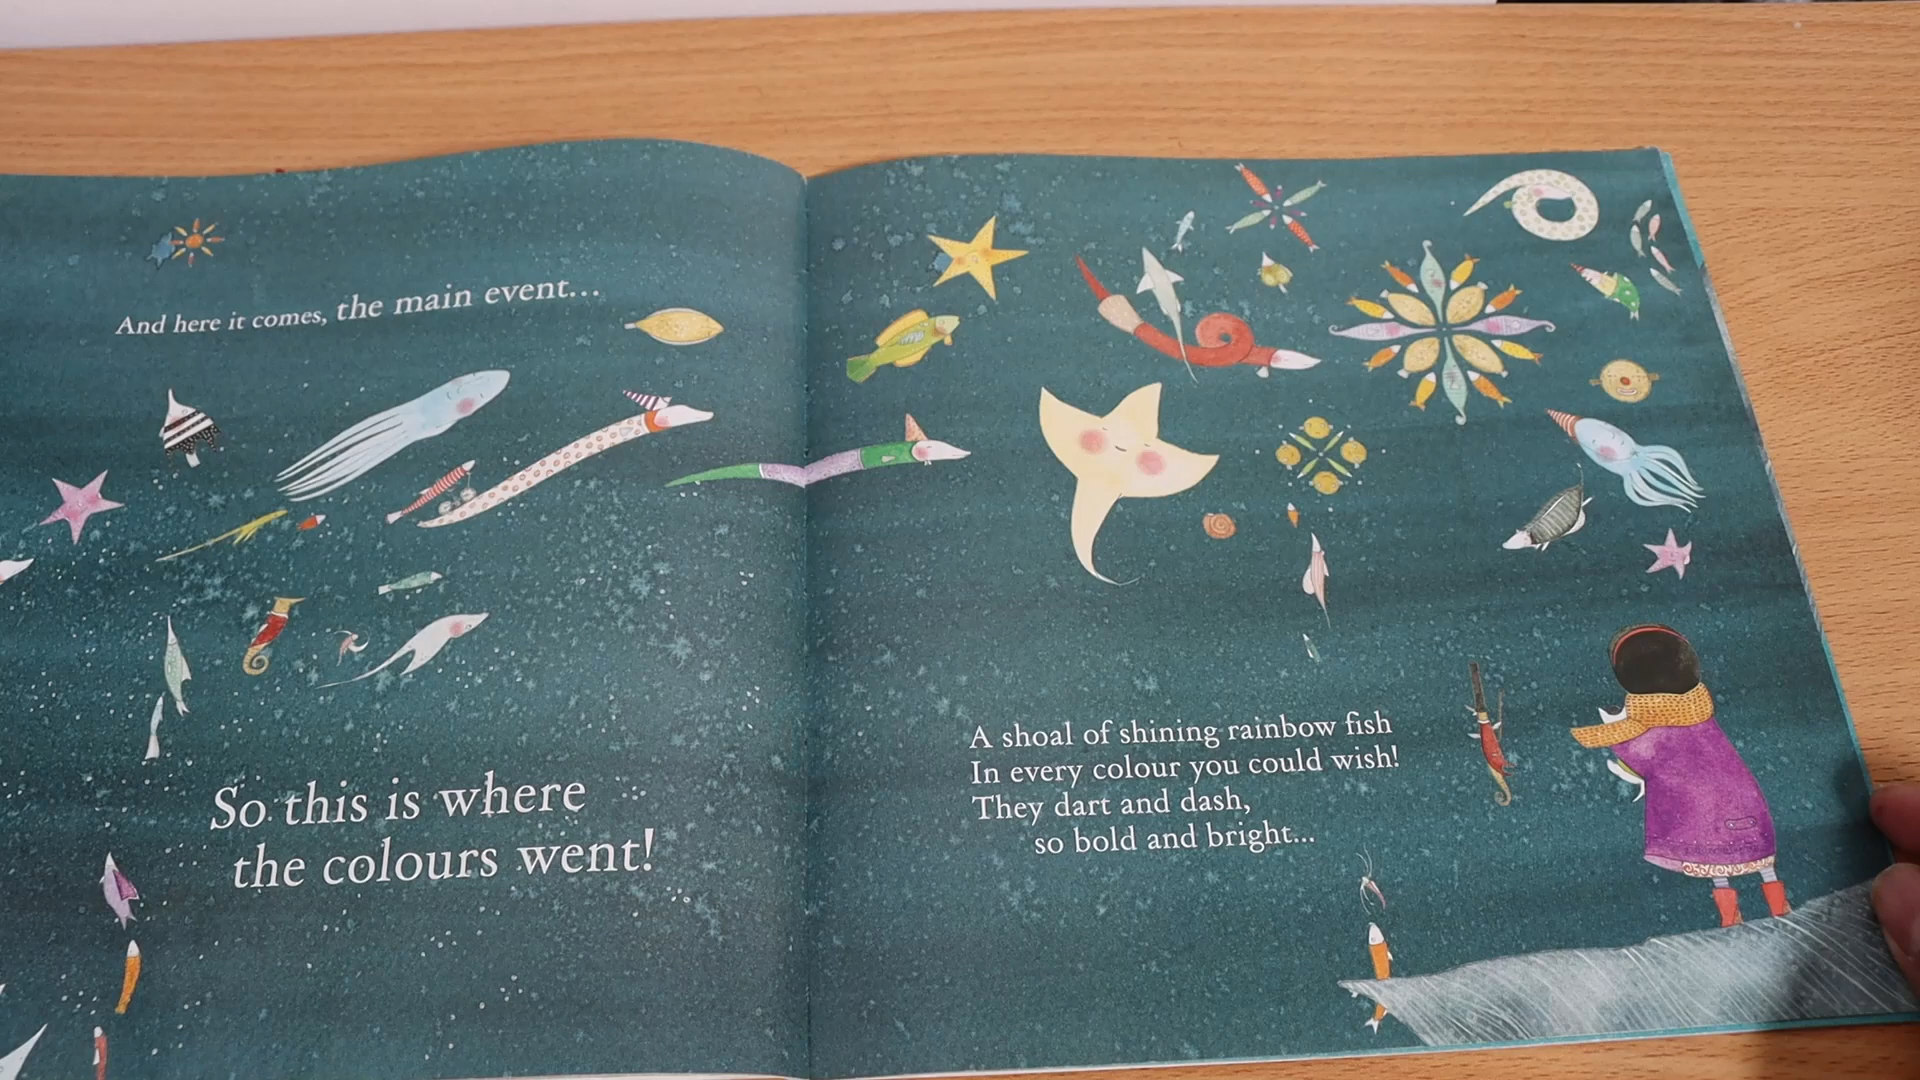 And here it comes, the main event...
So this is where
the colours went!
A shoal of shining rainbow fish
In every colour you could wish!
They dart and dash,
so bold and bright...